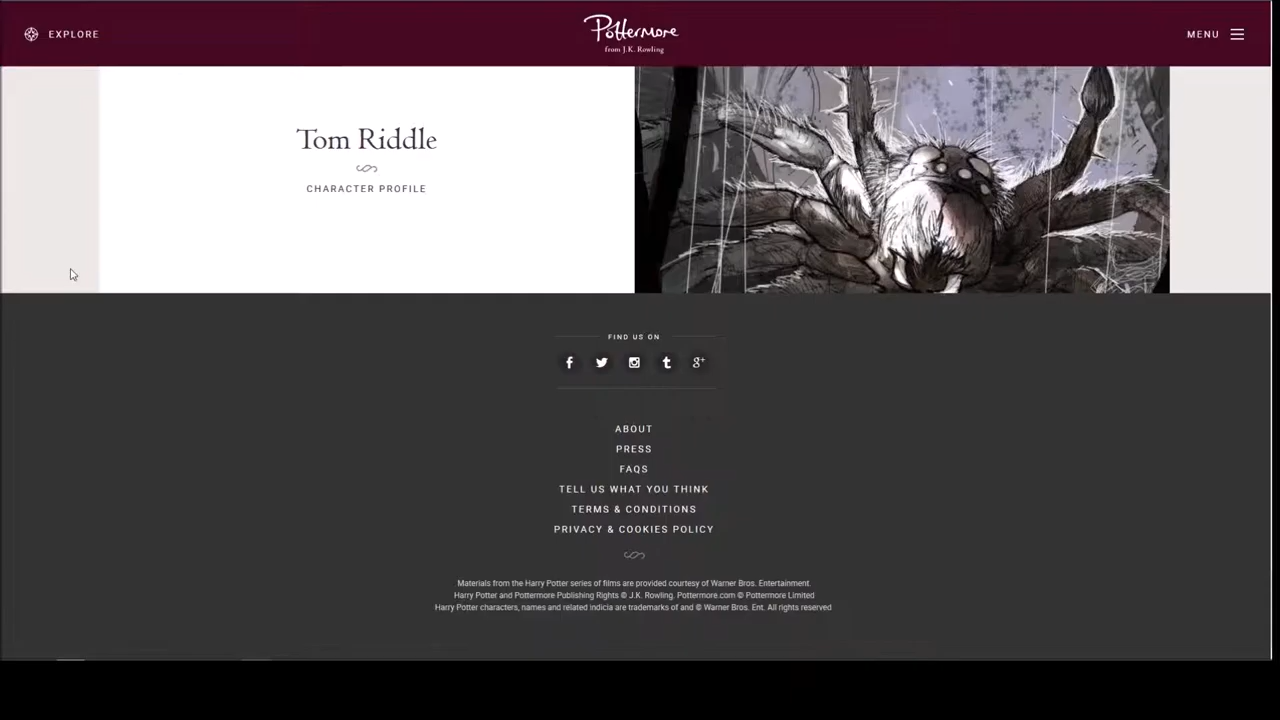 EXPLORE
Pottermore
from J.K. Rowling
MENU
Tom Riddle
CHARACTER PROFILE
FIND US ON
f
t
g+
ABOUT
PRESS
FAQS
TELL US WHAT YOU THINK
TERMS & CONDITIONS
PRIVACY & COOKIES POLICY
Materials from the Harry Potter series of films are provided courtesy of Warner Bros. Entertainment.
Harry Potter and Pottermore Publishing Rights © J.K. Rowling. Pottermore.com © Pottermore Limited
Harry Potter characters, names and related indicia are trademarks of and © Warner Bros. Ent. All rights reserved